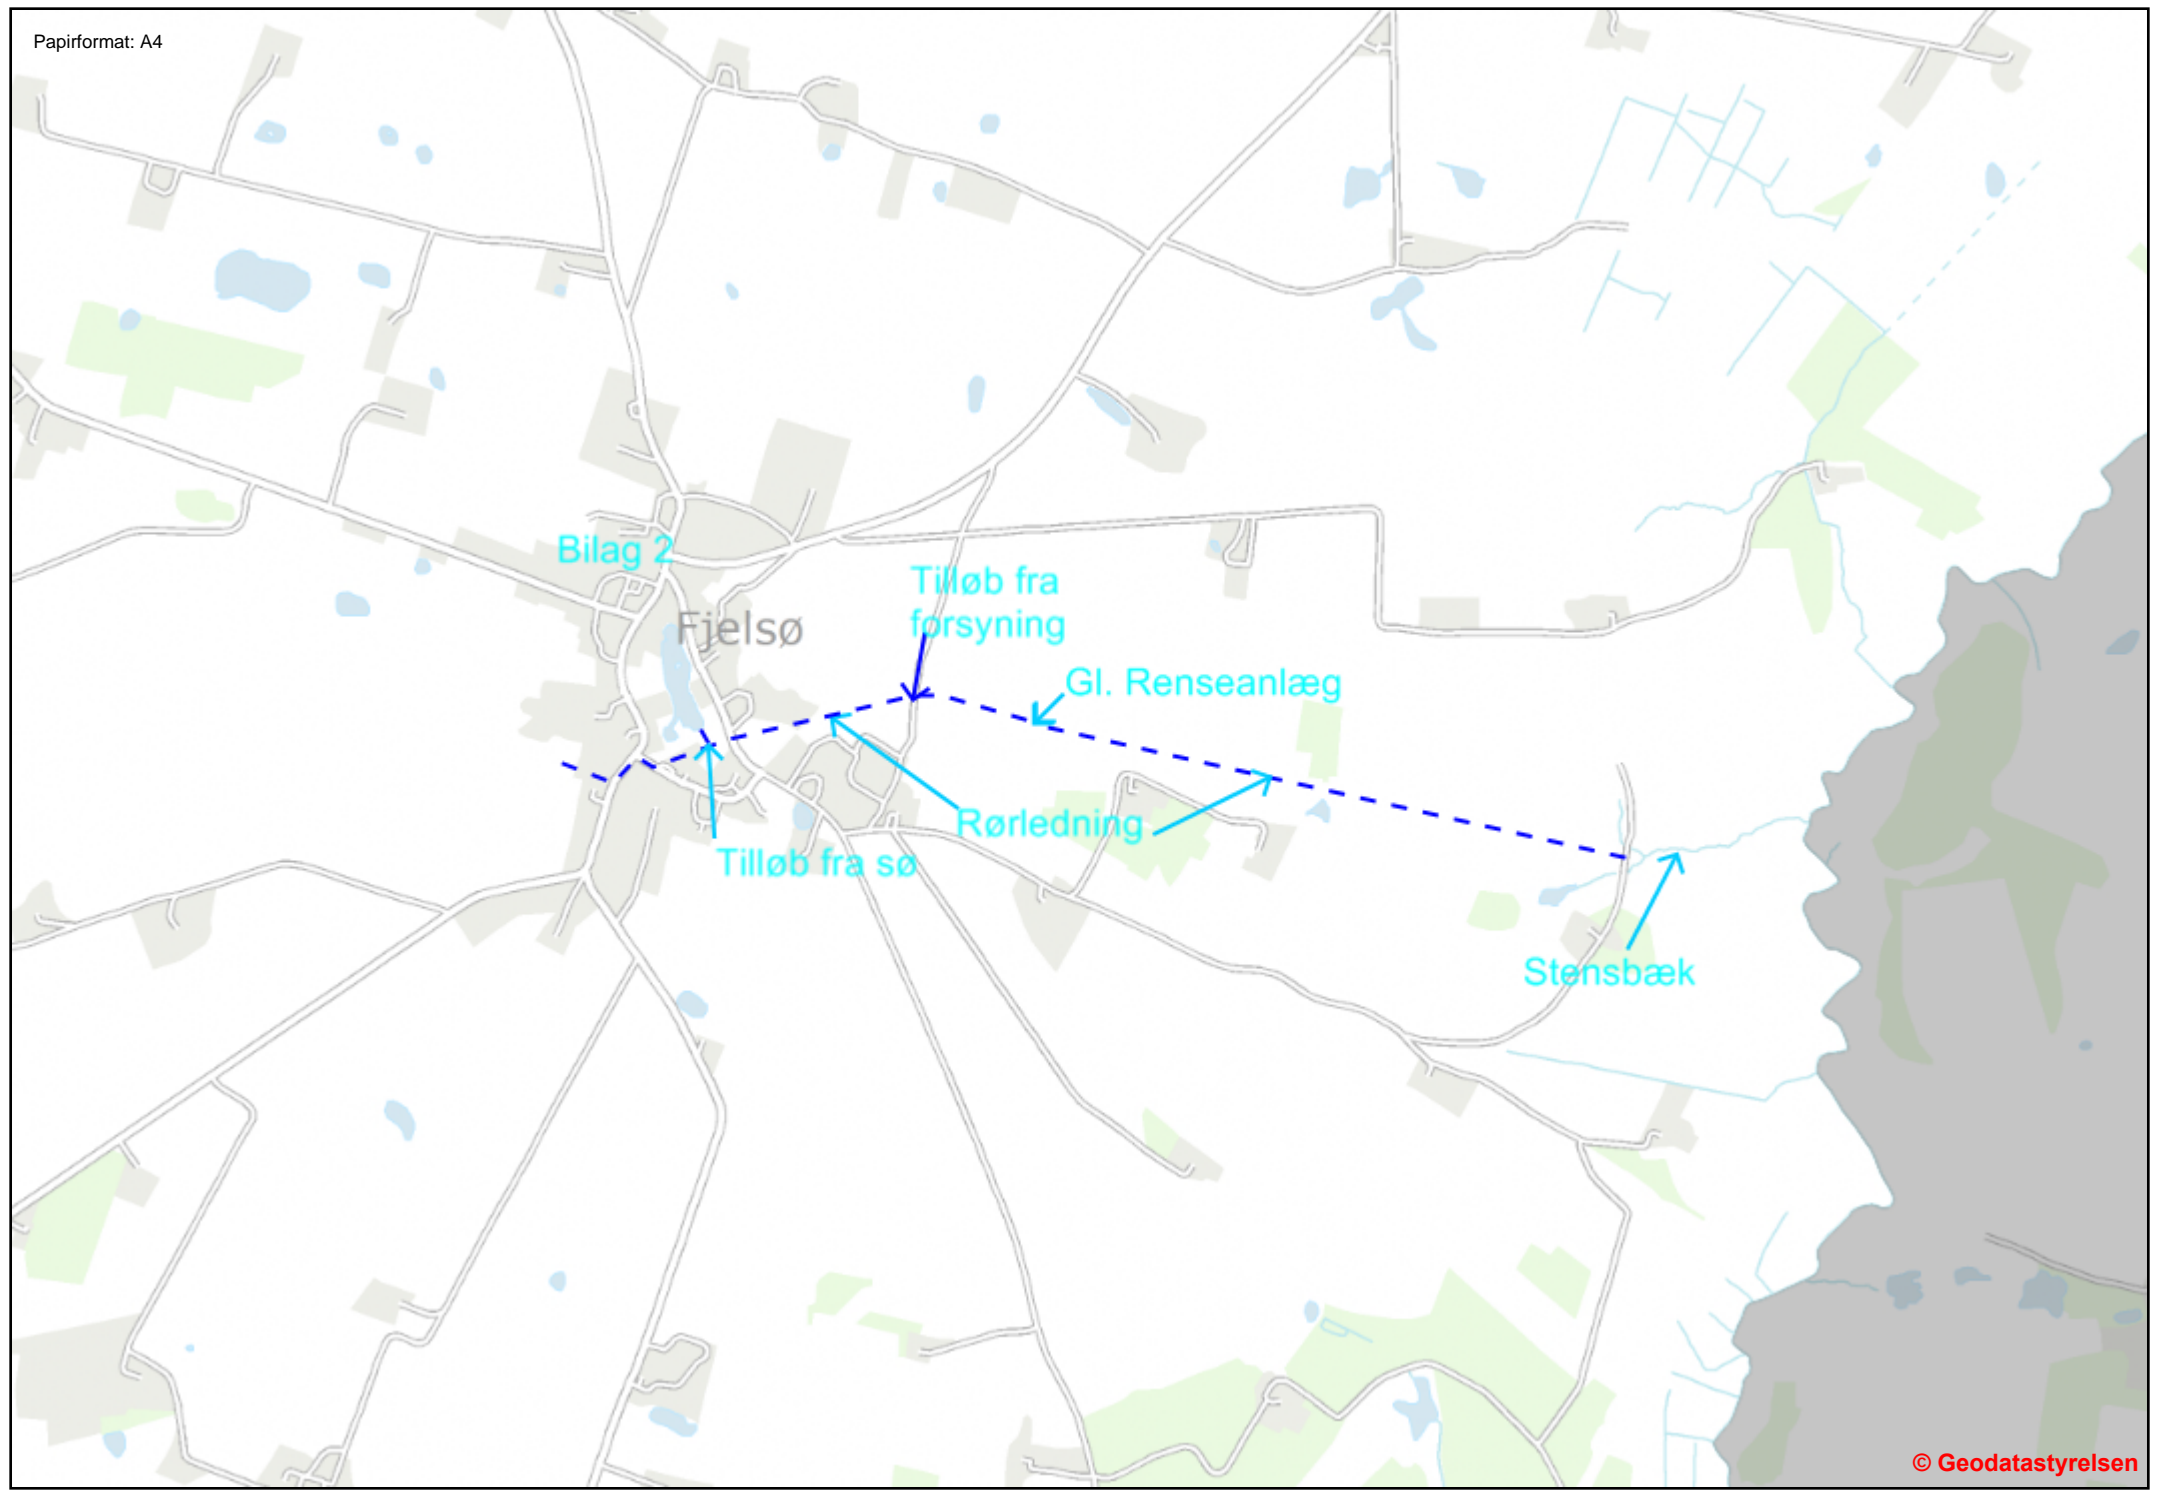 Papirformat: A4
Bilag 2
Tilløb fra
forsyning
Fjelsø
Gl. Renseanlæg
Rørledning
Tilløb fra sø
Stensbæk
© Geodatastyrelsen